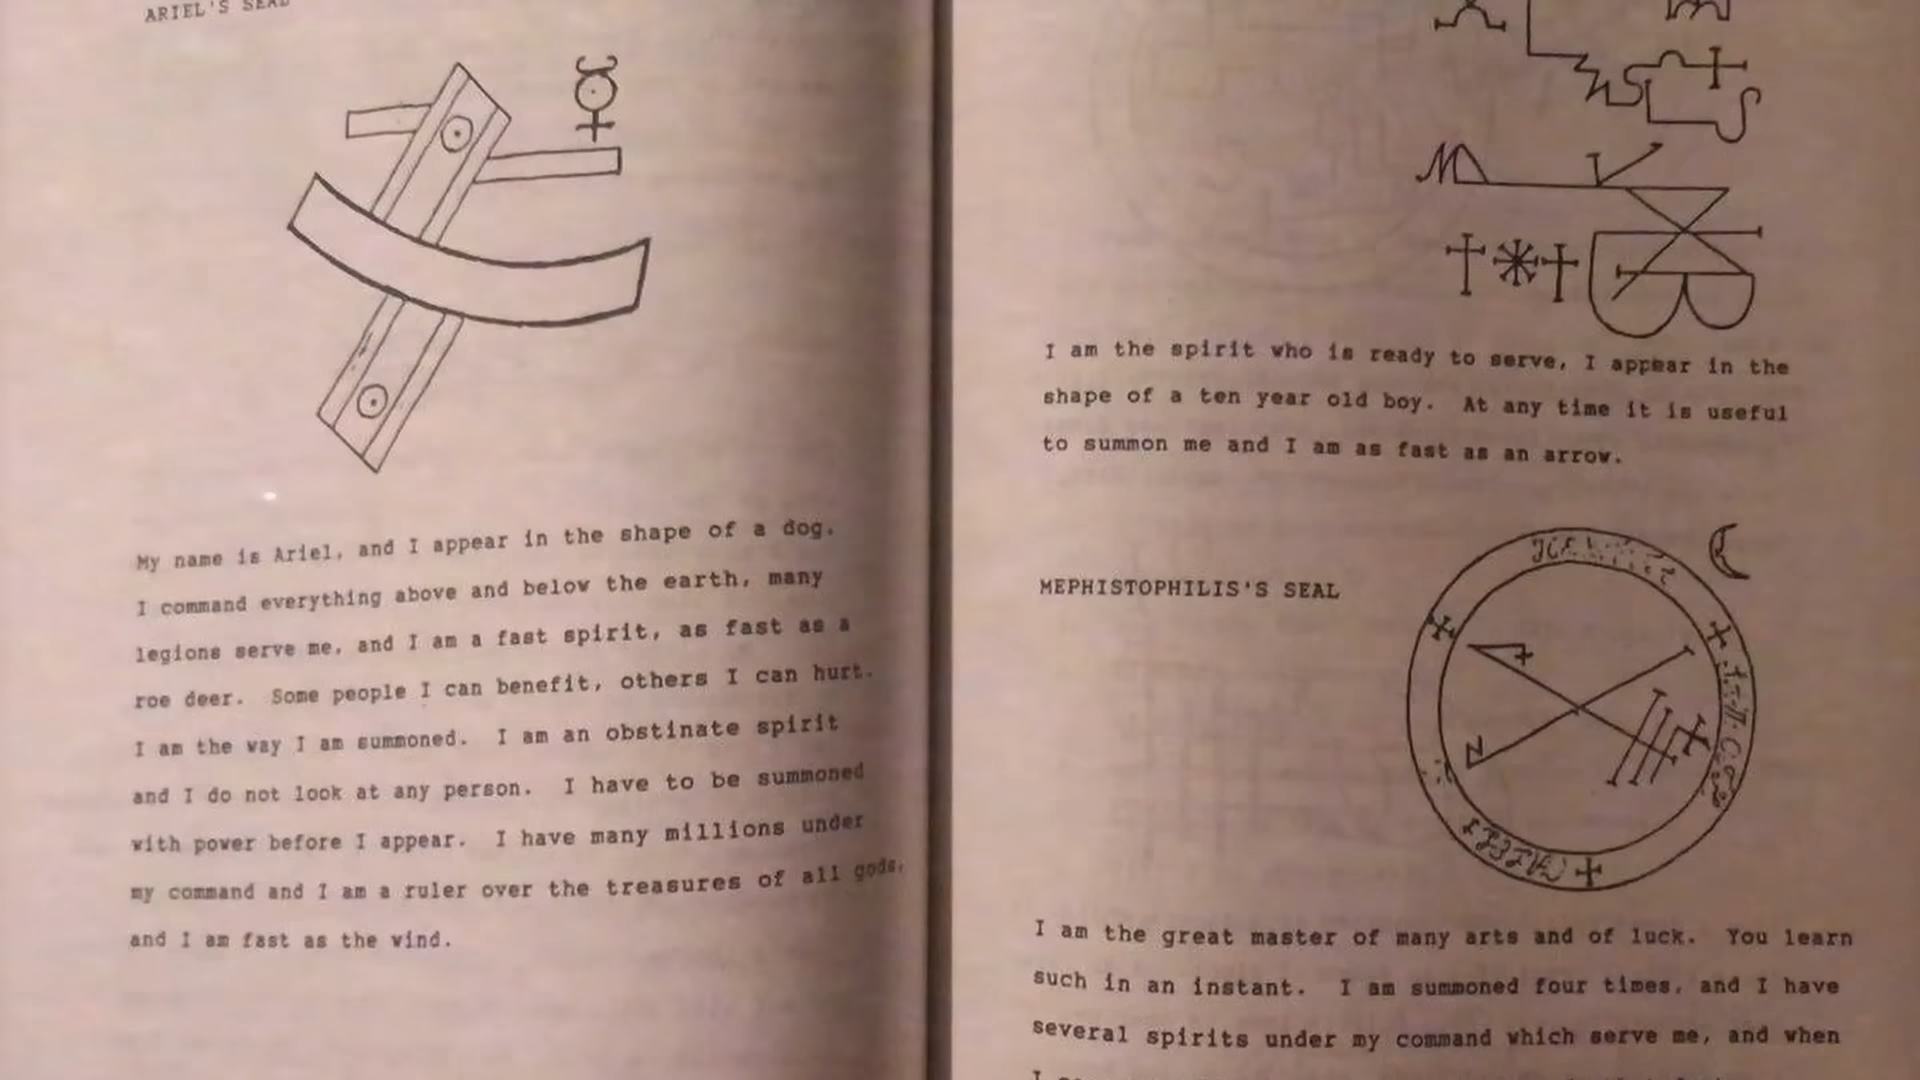 ARIEL'S SEAL
My name is Ariel, and I appear in the shape of a dog.
I command everything above and below the earth, many
legions serve me, and I am a fast spirit, as fast as a
roe deer. Some people I can benefit, others I can hurt.
I am the way I am summoned. I am an obstinate spirit
and I do not look at any person. I have to be summoned
with power before I appear. I have many millions under
my command and I am a ruler over the treasures of all gods,
and I am fast as the wind.
I am the spirit who is ready to serve, I appear in the
shape of a ten year old boy. At any time it is useful
to summon me and I am as fast as an arrow.
MEPHISTOPHILIS'S SEAL
I am the great master of many arts and of luck. You learn
such in an instant. I am summoned four times, and I have
several spirits under my command which serve me, and when
I